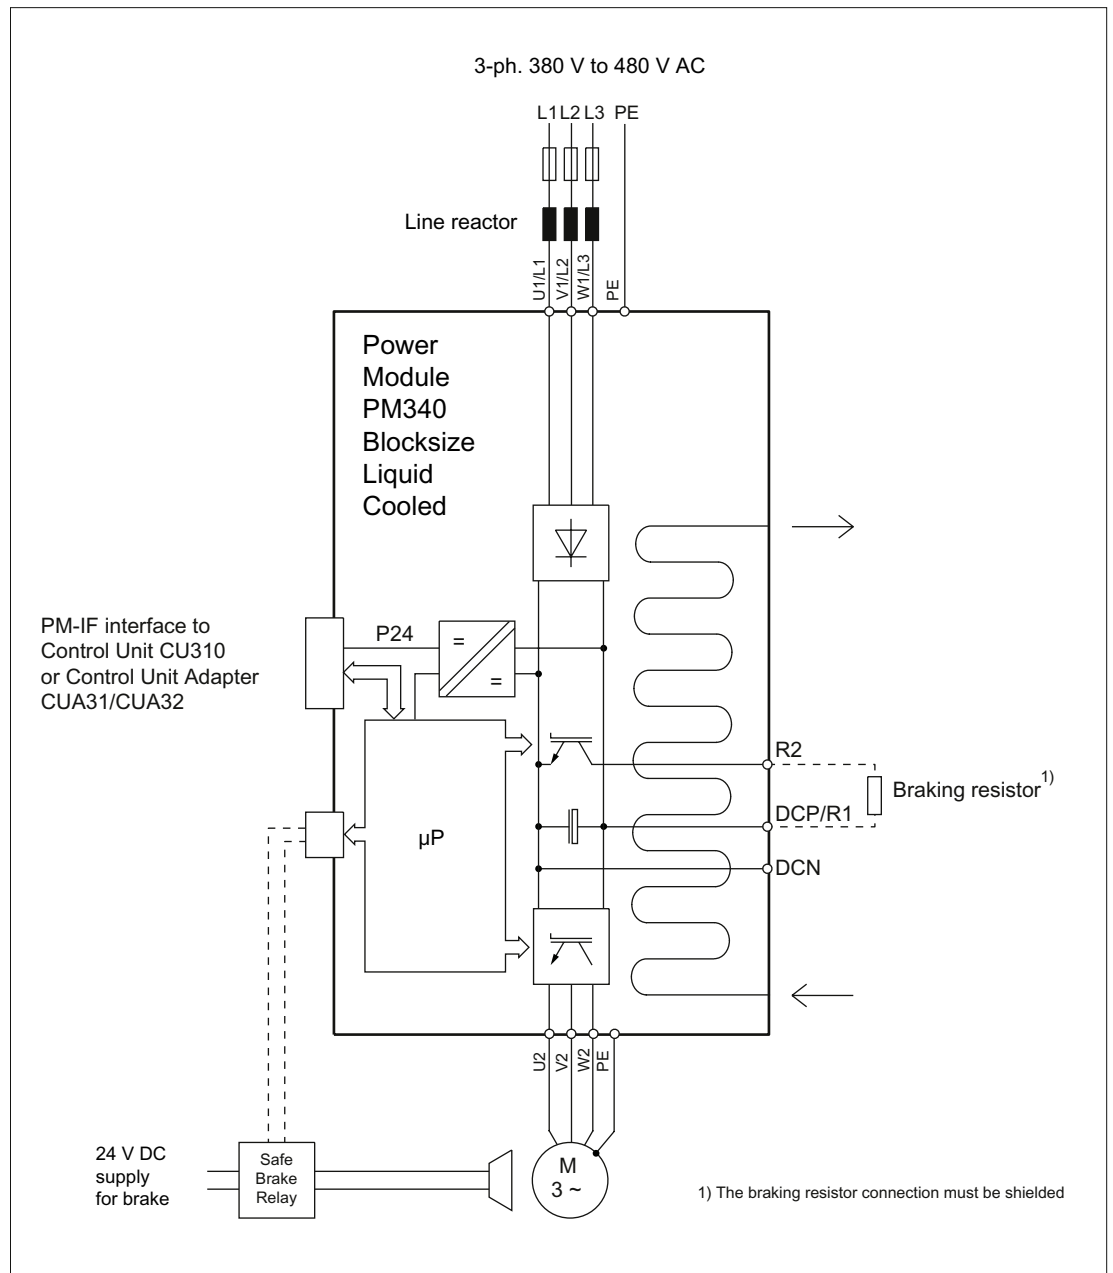 3-ph. 380 V to 480 V AC
L1 L2 L3 PE
Line reactor
U1/L1
V1/L2
W1/L3
PE
Power
Module
PM340
Blocksize
Liquid
Cooled
PM-IF interface to
Control Unit CU310
or Control Unit Adapter
CUA31/CUA32
P24
=
=
R2
Braking resistor 1)
DCP/R1
µP
DCN
U2
V2
W2
PE
24 V DC
supply
for brake
Safe
Brake
Relay
M
3 ~
1) The braking resistor connection must be shielded